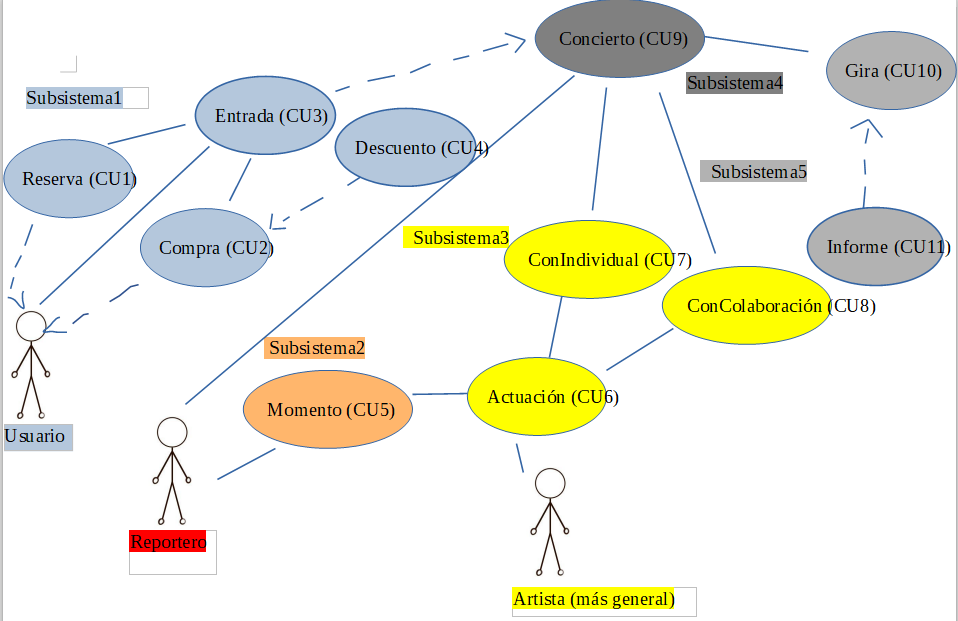 Concierto (CU9)
Gira (CU10)
Subsistema4
Subsistema1
Entrada (CU3)
Descuento (CU4)
Reserva (CU1)
Subsistema5
Subsistema3
Compra (CU2)
ConIndividual (CU7)
Informe (CU11)
ConColaboración (CU8)
Subsistema2
Momento (CU5)
Actuación (CU6)
Usuario
Reportero
Artista (más general)